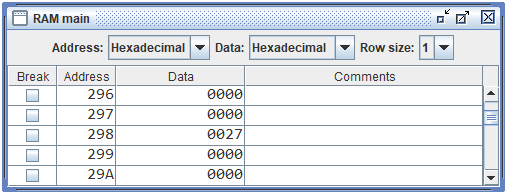 RAM main
Address: Hexadecimal Data: Hexadecimal Row size: 1
Break Address Data Comments
296 0000
297 0000
298 0027
299 0000
29A 0000